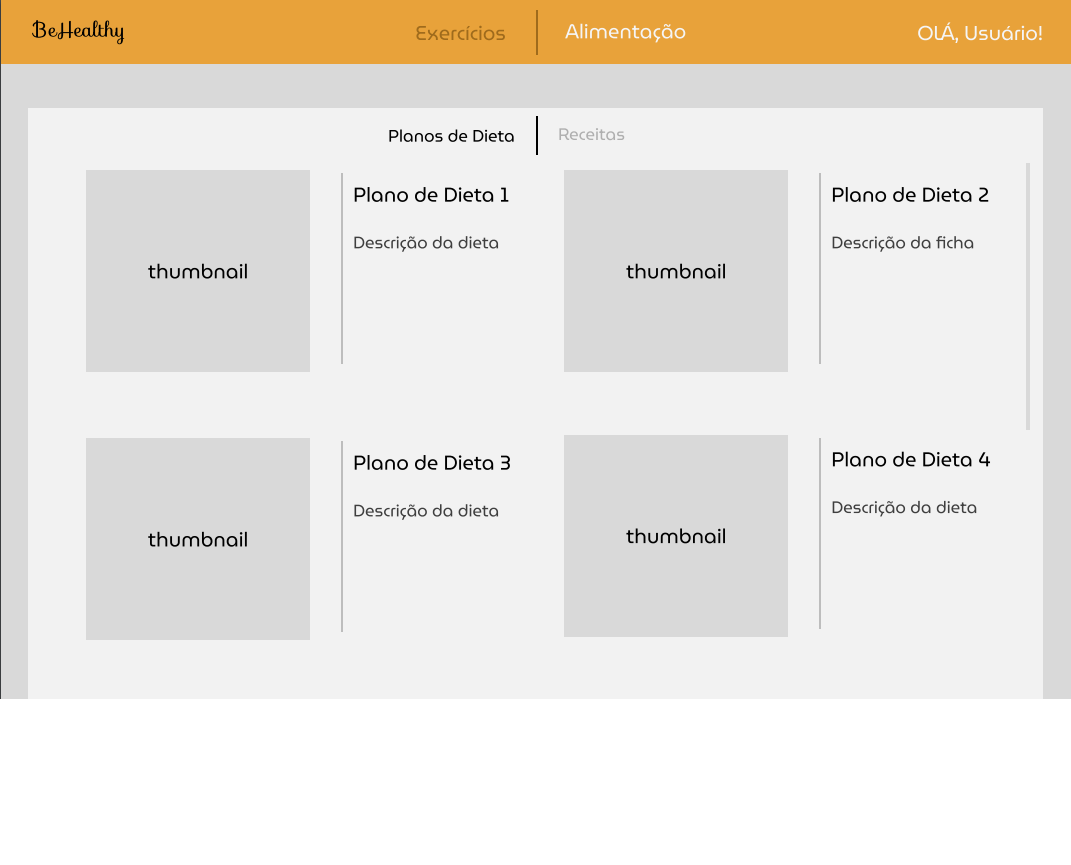 BeHealthy
Exercícios
Alimentação
OLÁ, Usuário!
Planos de Dieta
Receitas
thumbnail
Plano de Dieta 1
Descrição da dieta
thumbnail
Plano de Dieta 2
Descrição da ficha
thumbnail
Plano de Dieta 3
Descrição da dieta
thumbnail
Plano de Dieta 4
Descrição da dieta